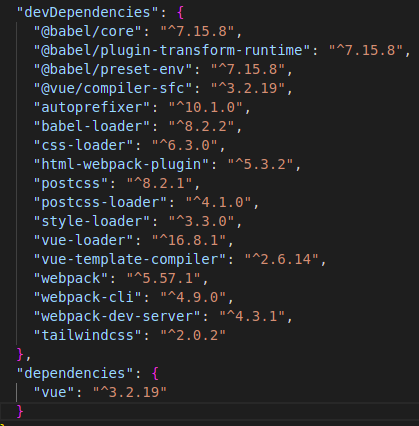 "devDependencies": {
"@babel/core": "^7.15.8",
"@babel/plugin-transform-runtime": "^7.15.8",
"@babel/preset-env": "^7.15.8",
"@vue/compiler-sfc": "^3.2.19",
"autoprefixer": "^10.1.0",
"babel-loader": "^8.2.2",
"css-loader": "^6.3.0",
"html-webpack-plugin": "^5.3.2",
"postcss": "^8.2.1",
"postcss-loader": "^4.1.0",
"style-loader": "^3.3.0",
"vue-loader": "^16.8.1",
"vue-template-compiler": "^2.6.14",
"webpack": "^5.57.1",
"webpack-cli": "^4.9.0",
"webpack-dev-server": "^4.3.1",
"tailwindcss": "^2.0.2"
},
"dependencies": {
"vue": "^3.2.19"
}